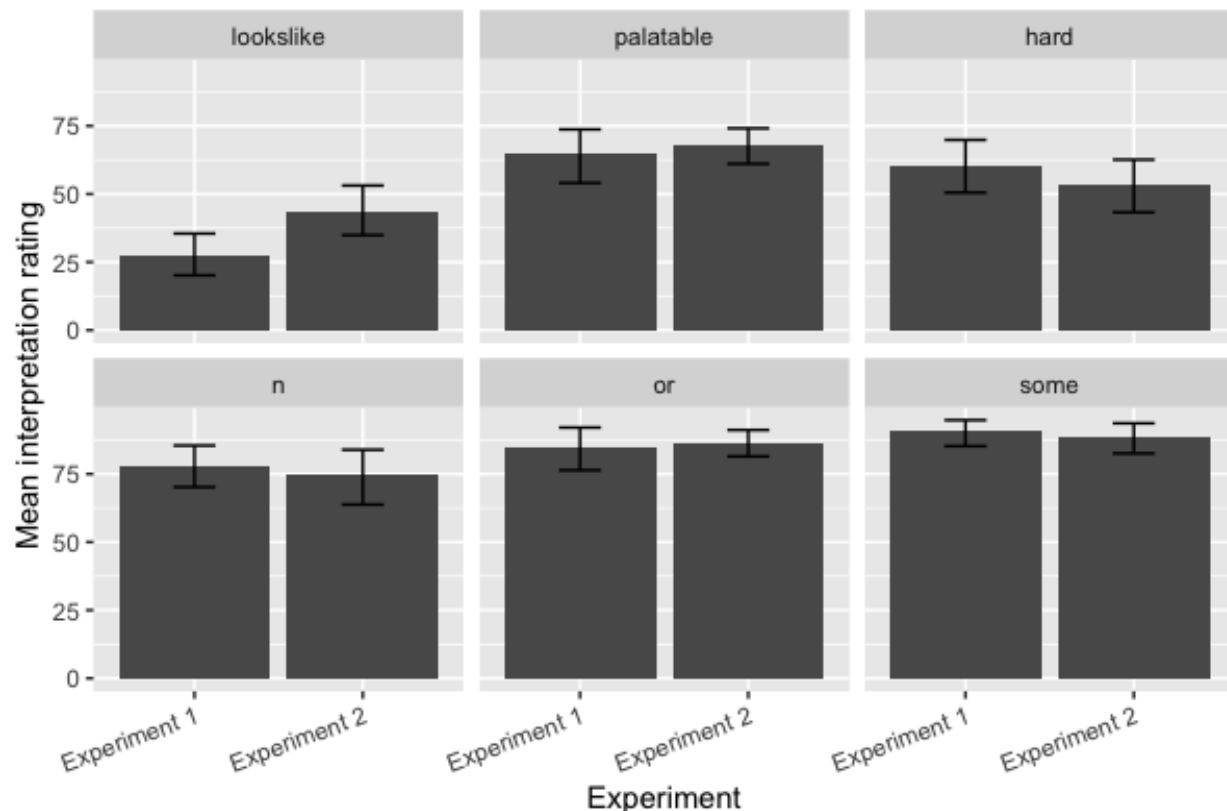 lookslike palatable hard
75
50
25
0
n or some
75
50
25
0
Mean interpretation rating
Experiment 1 Experiment 2 Experiment 1 Experiment 2 Experiment 1 Experiment 2
Experiment